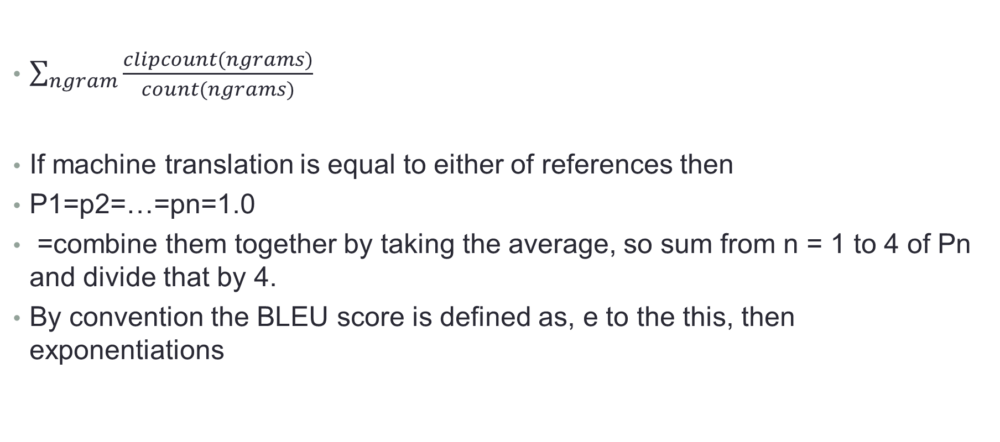 • ∑ngram clipcount(ngrams)/count(ngrams)
• If machine translation is equal to either of references then
• P1=p2=…=pn=1.0
• =combine them together by taking the average, so sum from n = 1 to 4 of Pn
and divide that by 4.
• By convention the BLEU score is defined as, e to the this, then
exponentiations